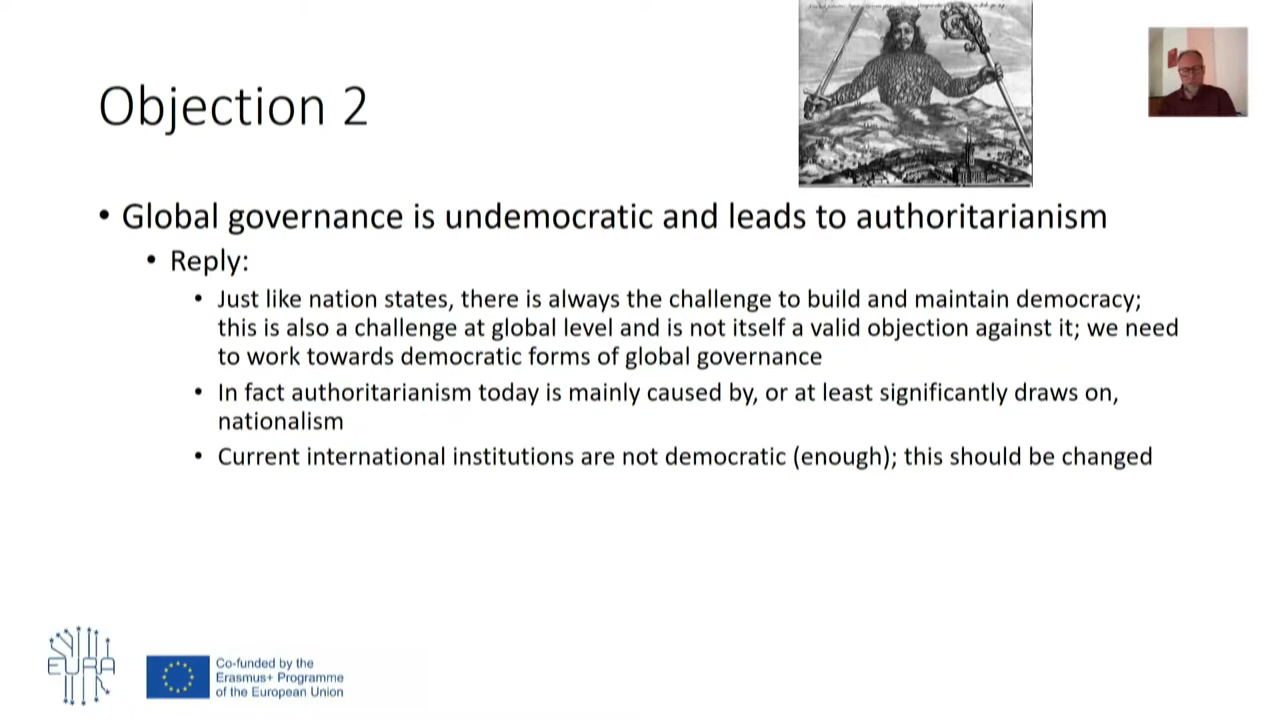 Objection 2
• Global governance is undemocratic and leads to authoritarianism
• Reply:
• Just like nation states, there is always the challenge to build and maintain democracy;
this is also a challenge at global level and is not itself a valid objection against it; we need
to work towards democratic forms of global governance
• In fact authoritarianism today is mainly caused by, or at least significantly draws on,
nationalism
• Current international institutions are not democratic (enough); this should be changed
EURA
Co-funded by the
Erasmus+ Programme
of the European Union